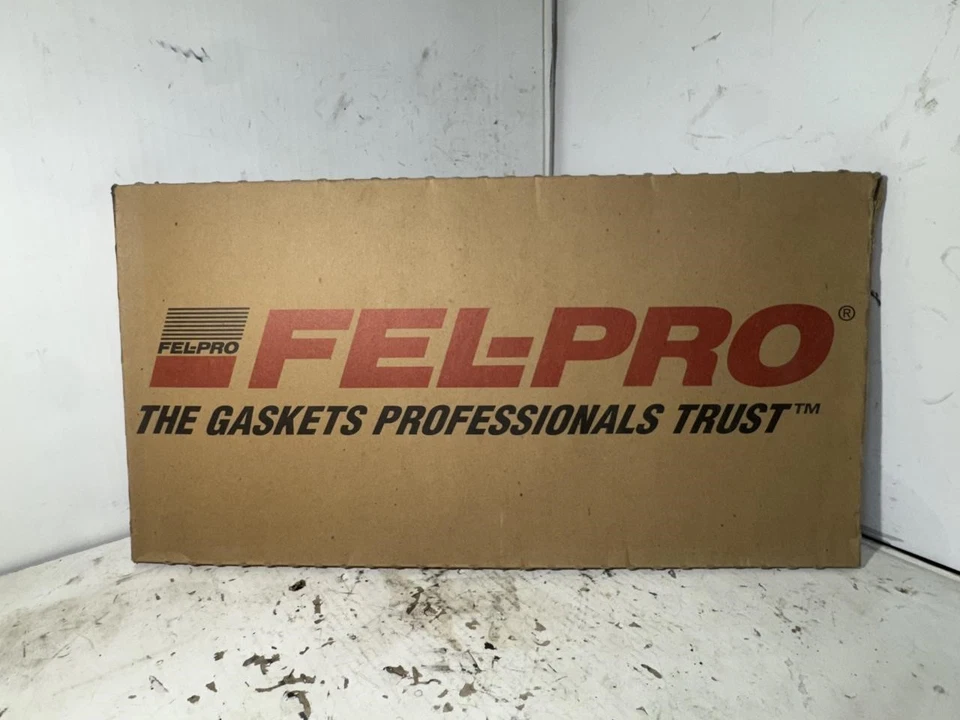 FEL-PRO
FEL-PRO®
THE GASKETS PROFESSIONALS TRUST™